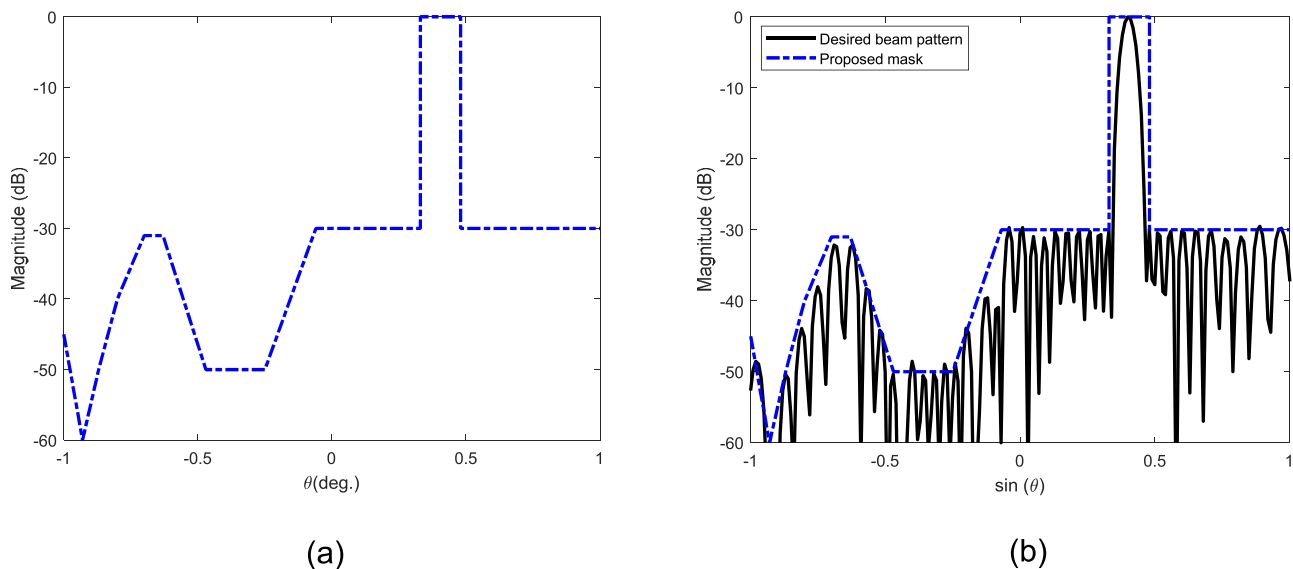 0
-10
-20
-30
-40
-50
-60
Magnitude (dB)
-1 -0.5 0 0.5 1
θ(deg.)
(a)
0
-10
-20
-30
-40
-50
-60
Magnitude (dB)
Desired beam pattern
Proposed mask
-1 -0.5 0 0.5 1
sin (θ)
(b)